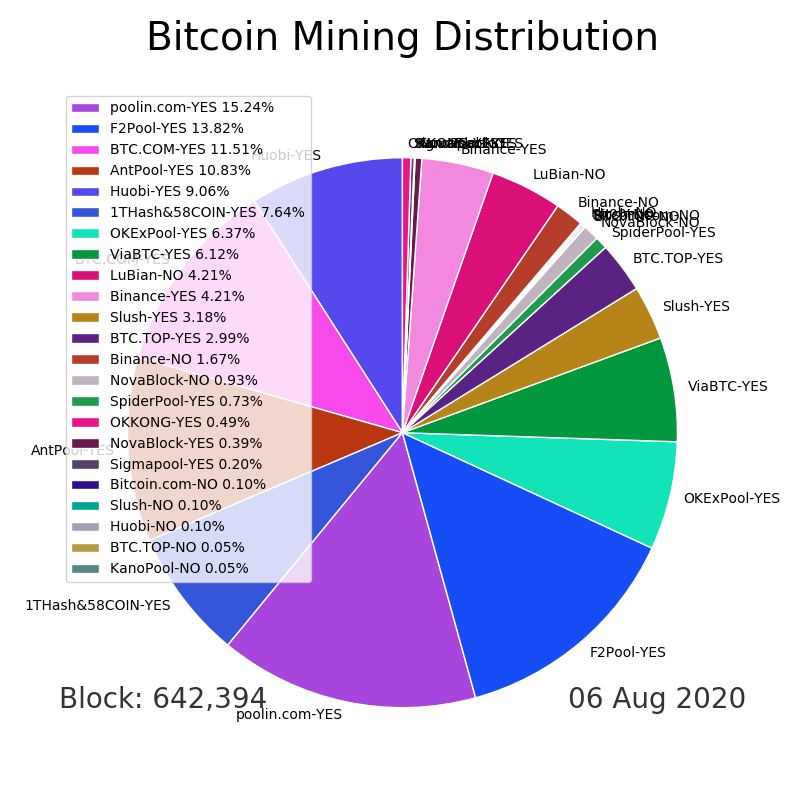 Bitcoin Mining Distribution
poolin.com-YES 15.24%
F2Pool-YES 13.82%
BTC.COM-YES 11.51%
AntPool-YES 10.83%
Huobi-YES 9.06%
1THash&58COIN-YES 7.64%
OKExPool-YES 6.37%
ViaBTC-YES 6.12%
LuBian-NO 4.21%
Binance-YES 4.21%
Slush-YES 3.18%
BTC.TOP-YES 2.99%
Binance-NO 1.67%
NovaBlock-NO 0.93%
SpiderPool-YES 0.73%
OKKONG-YES 0.49%
NovaBlock-YES 0.39%
Sigmapool-YES 0.20%
Bitcoin.com-NO 0.10%
Slush-NO 0.10%
Huobi-NO 0.10%
BTC.TOP-NO 0.05%
KanoPool-NO 0.05%
Huobi-YES
BTC.COM-YES
AntPool-YES
1THash&58COIN-YES
poolin.com-YES
F2Pool-YES
OKExPool-YES
ViaBTC-YES
Slush-YES
BTC.TOP-YES
SpiderPool-YES
NovaBlock-NO
Binance-NO
LuBian-NO
Binance-YES
Block: 642,394
06 Aug 2020